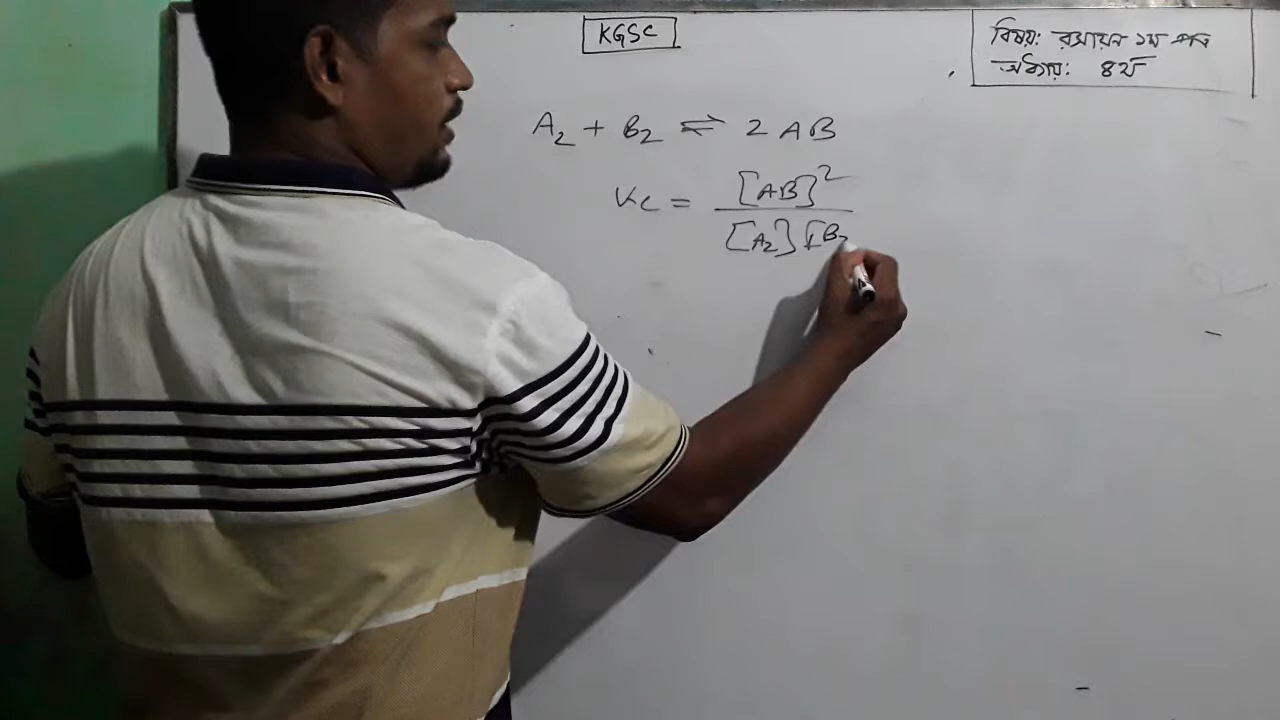 KGSC
বিষয়: রসায়ন ১ম পত্র
অধ্যায়: ৪র্থ
A₂ + B₂ ⇌ 2 AB
Kc = [AB]² / [A₂] [B₂